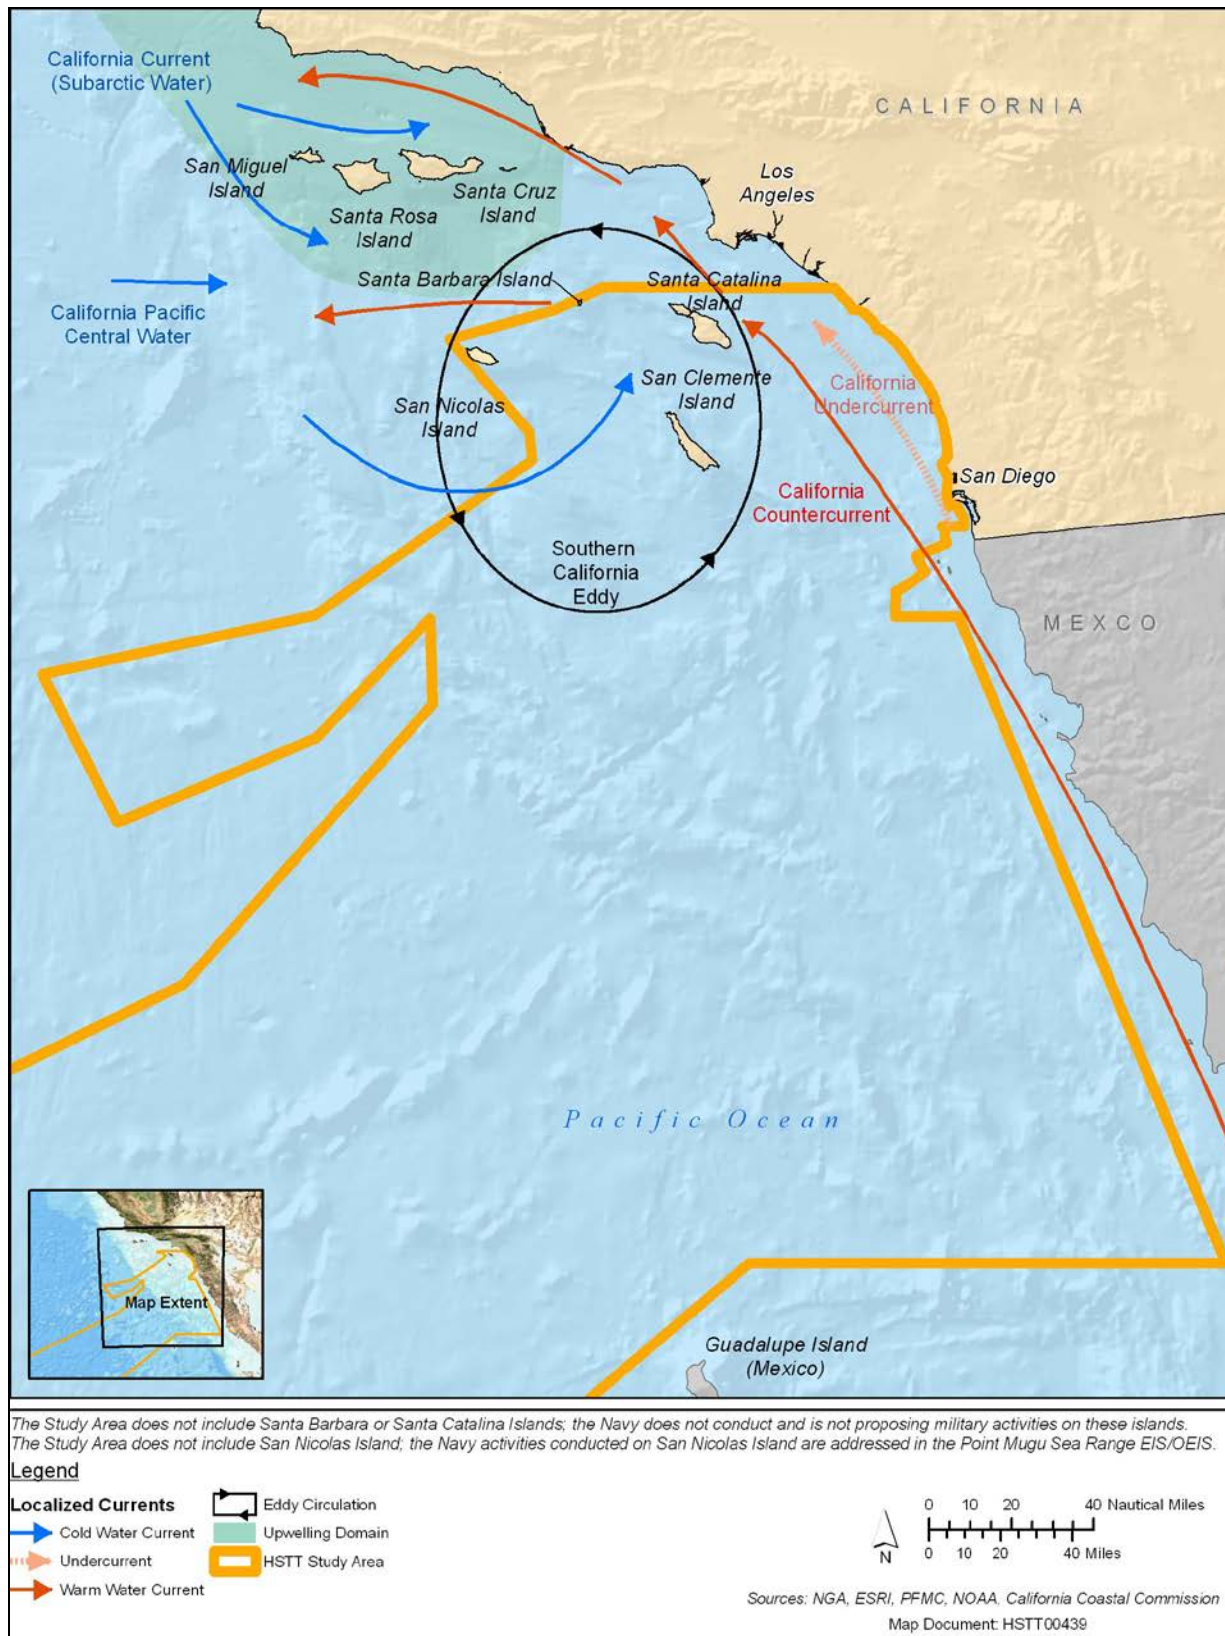 California Current
(Subarctic Water)
CALIFORNIA
San Miguel
Island
Santa Cruz
Island
Santa Rosa
Island
Los
Angeles
Santa Barbara Island
Santa Catalina
Island
California Pacific
Central Water
San Nicolas
Island
San Clemente
Island
California
Undercurrent
San Diego
California
Countercurrent
Southern
California
Eddy
MEXCO
Pacific Ocean
Map Extent
Guadalupe Island
(Mexico)
The Study Area does not include Santa Barbara or Santa Catalina Islands; the Navy does not conduct and is not proposing military activities on these islands.
The Study Area does not include San Nicolas Island; the Navy activities conducted on San Nicolas Island are addressed in the Point Mugu Sea Range EIS/OEIS.
Legend
Localized Currents
Cold Water Current
Undercurrent
Warm Water Current
Eddy Circulation
Upwelling Domain
HSTT Study Area
N
0 10 20 40 Nautical Miles
0 10 20 40 Miles
Sources: NGA, ESRI, PFMC, NOAA. California Coastal Commission
Map Document: HSTT00439